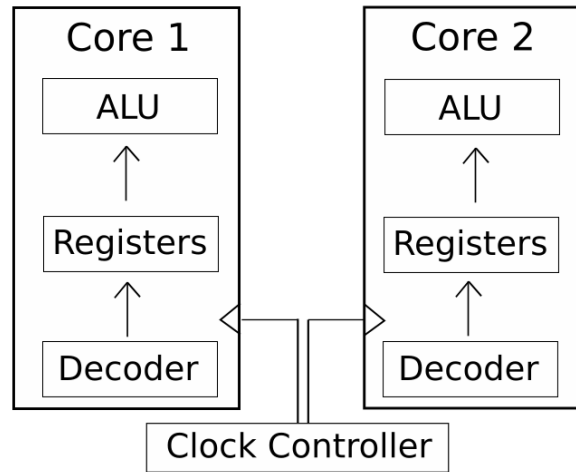 Core 1
ALU
Registers
Decoder
Core 2
ALU
Registers
Decoder
Clock Controller